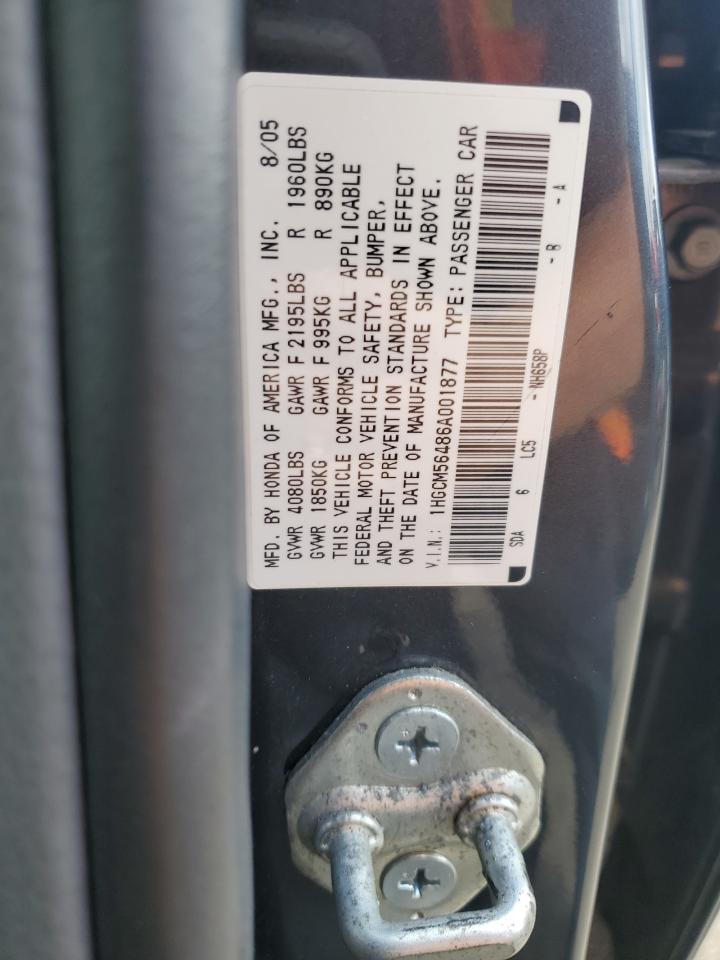 MFD. BY HONDA OF AMERICA MFG., INC. 8/05
GVWR 4080LBS GAWR F 2195LBS R 1960LBS
GVWR 1850KG GAWR F 995KG R 890KG
THIS VEHICLE CONFORMS TO ALL APPLICABLE
FEDERAL MOTOR VEHICLE SAFETY, BUMPER,
AND THEFT PREVENTION STANDARDS IN EFFECT
ON THE DATE OF MANUFACTURE SHOWN ABOVE.
V.I.N.: 1HGCM56486A001877 TYPE: PASSENGER CAR
SDA 6 LC5 - NH658P - B - A